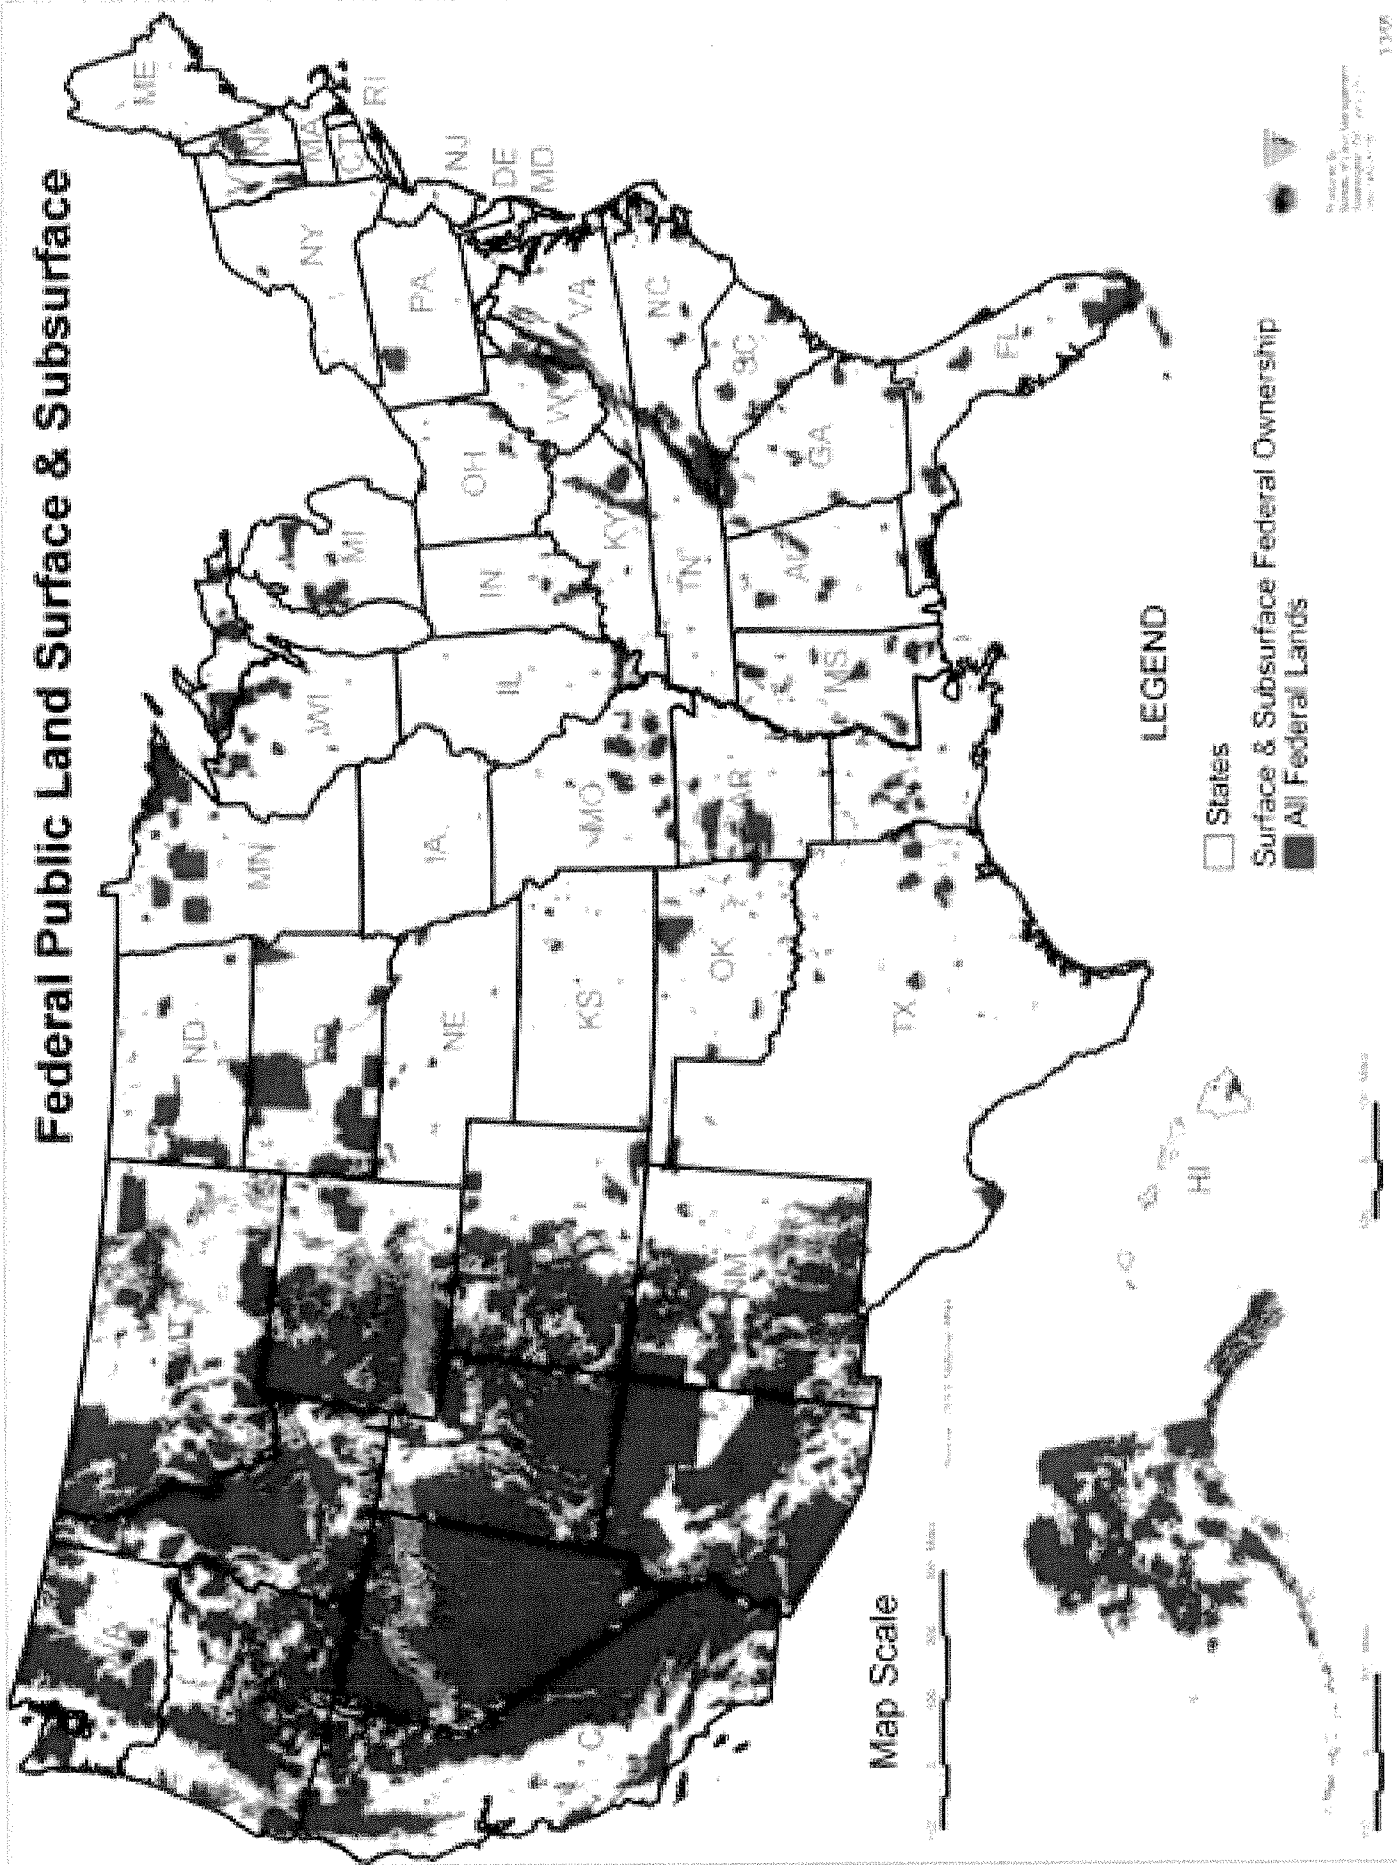 Federal Public Land Surface & Subsurface
ME
NH
MA
CT
RI
NY
NJ
DE
MD
PA
VA
NC
SC
WV
OH
KY
TN
GA
FL
MI
IN
AL
WI
IL
MS
MN
IA
MO
AR
ND
NE
KS
OK
TX
MT
NM
WA
HI
LEGEND
States
Surface & Subsurface Federal Ownership
All Federal Lands
Map Scale